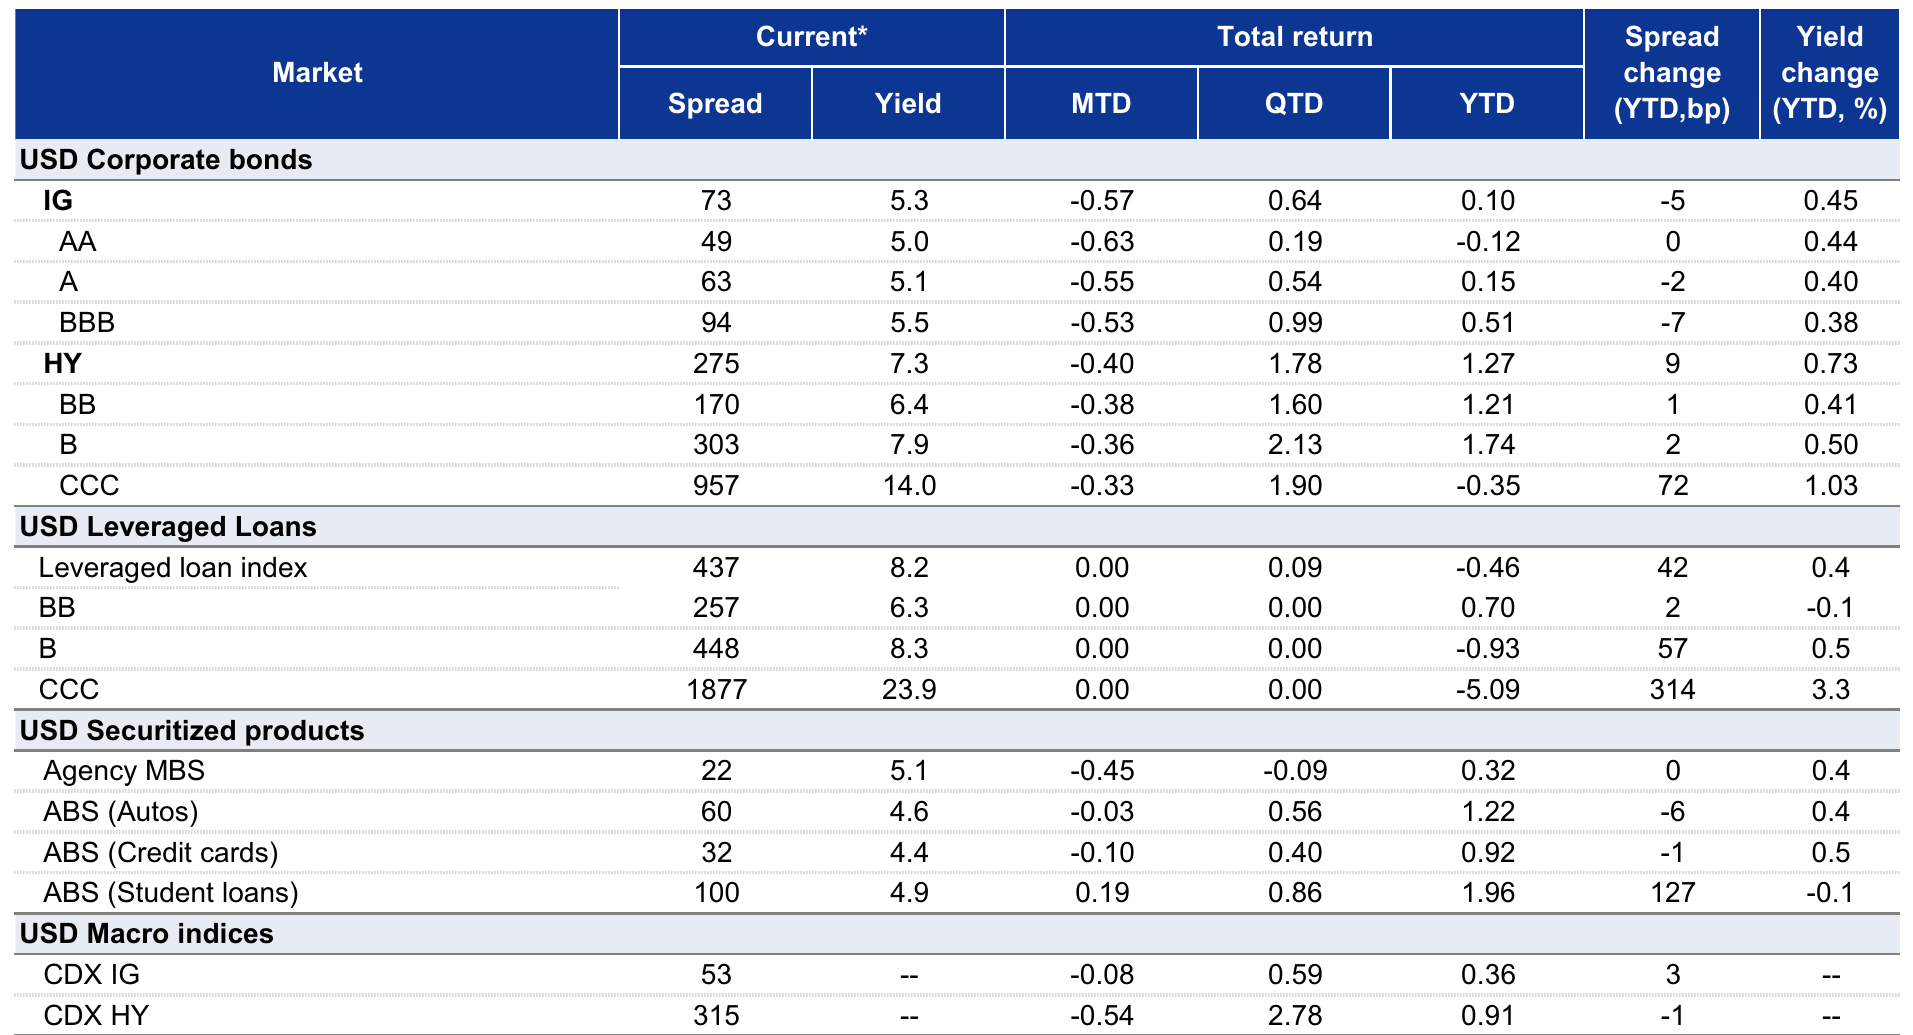 Market Current* Total return Spread change (YTD,bp) Yield change (YTD, %)
Spread Yield MTD QTD YTD
USD Corporate bonds
IG 73 5.3 -0.57 0.64 0.10 -5 0.45
AA 49 5.0 -0.63 0.19 -0.12 0 0.44
A 63 5.1 -0.55 0.54 0.15 -2 0.40
BBB 94 5.5 -0.53 0.99 0.51 -7 0.38
HY 275 7.3 -0.40 1.78 1.27 9 0.73
BB 170 6.4 -0.38 1.60 1.21 1 0.41
B 303 7.9 -0.36 2.13 1.74 2 0.50
CCC 957 14.0 -0.33 1.90 -0.35 72 1.03
USD Leveraged Loans
Leveraged loan index 437 8.2 0.00 0.09 -0.46 42 0.4
BB 257 6.3 0.00 0.00 0.70 2 -0.1
B 448 8.3 0.00 0.00 -0.93 57 0.5
CCC 1877 23.9 0.00 0.00 -5.09 314 3.3
USD Securitized products
Agency MBS 22 5.1 -0.45 -0.09 0.32 0 0.4
ABS (Autos) 60 4.6 -0.03 0.56 1.22 -6 0.4
ABS (Credit cards) 32 4.4 -0.10 0.40 0.92 -1 0.5
ABS (Student loans) 100 4.9 0.19 0.86 1.96 127 -0.1
USD Macro indices
CDX IG 53 -- -0.08 0.59 0.36 3 --
CDX HY 315 -- -0.54 2.78 0.91 -1 --